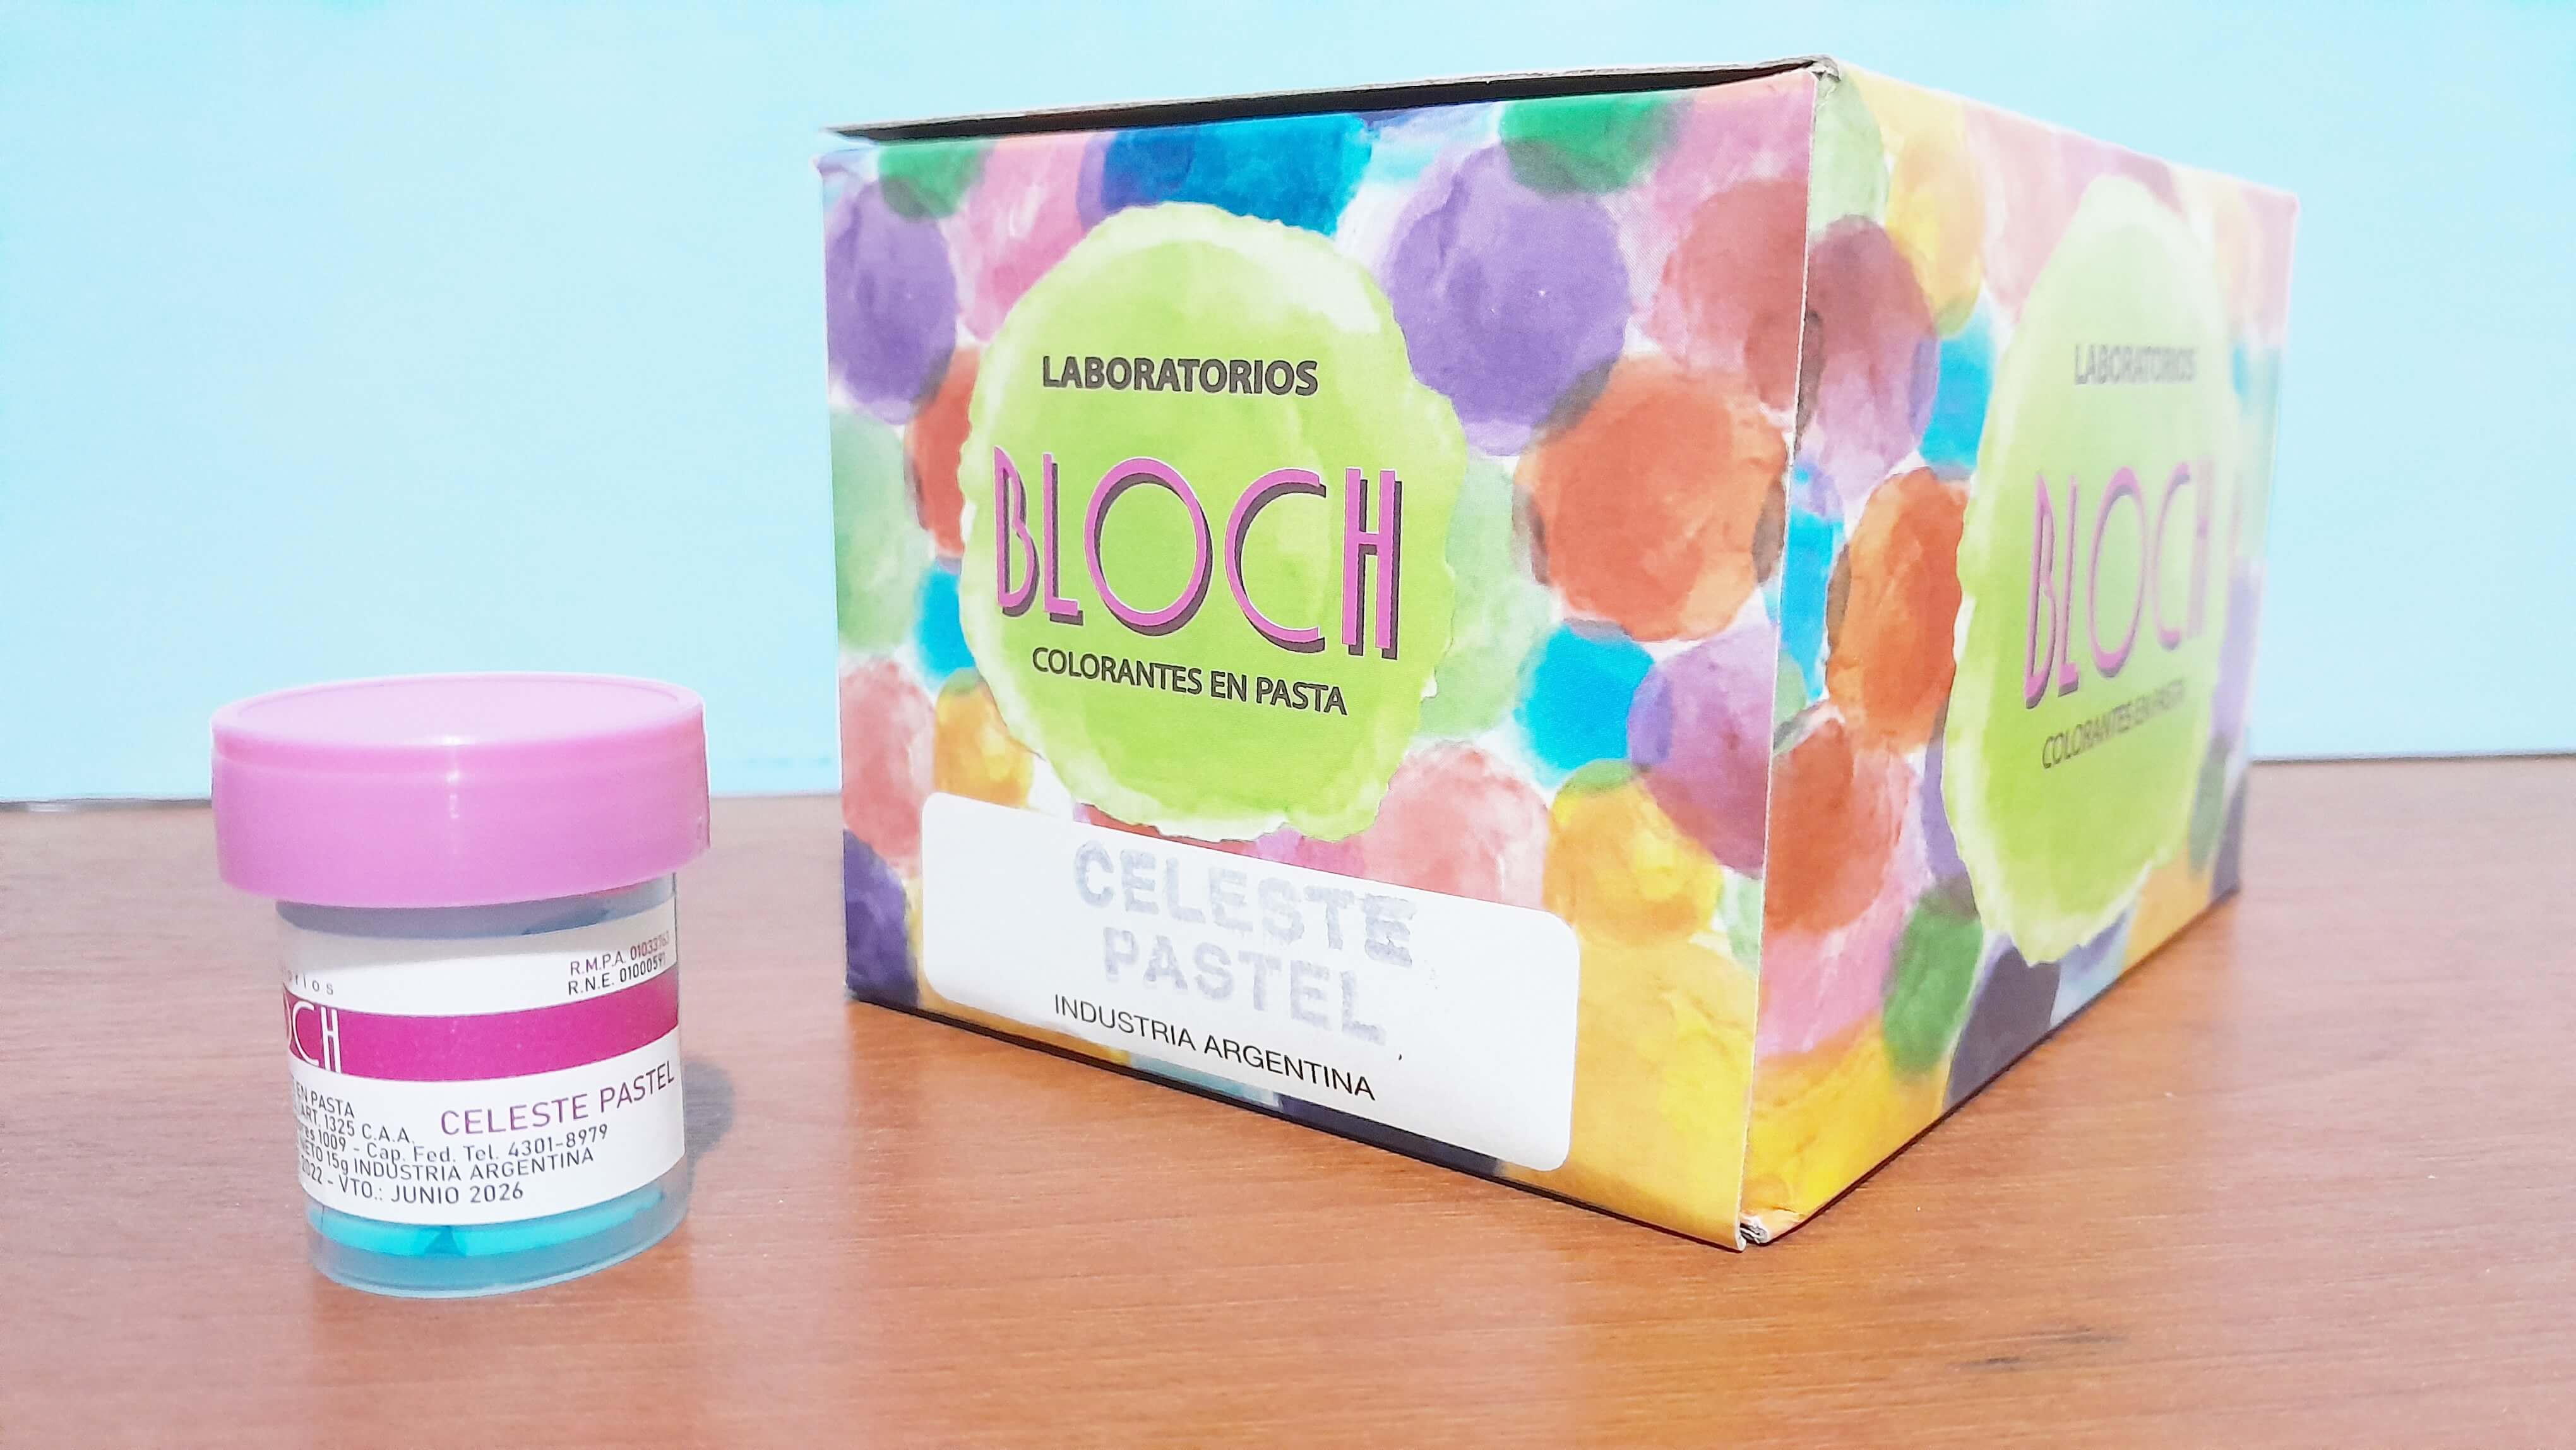 LABORATORIOS
BLOCH
COLORANTES EN PASTA
CELESTE
PASTEL
INDUSTRIA ARGENTINA
LABORATORIOS
BLOCH
COLORANTES EN PASTA
R.M.P.A. 01033763
R.N.E. 01000591
EN PASTA
CELESTE PASTEL
ART. 1325 C.A.A.
1009 - Cap. Fed. Tel. 4301-8979
15g INDUSTRIA ARGENTINA
2022 - VTO.: JUNIO 2026